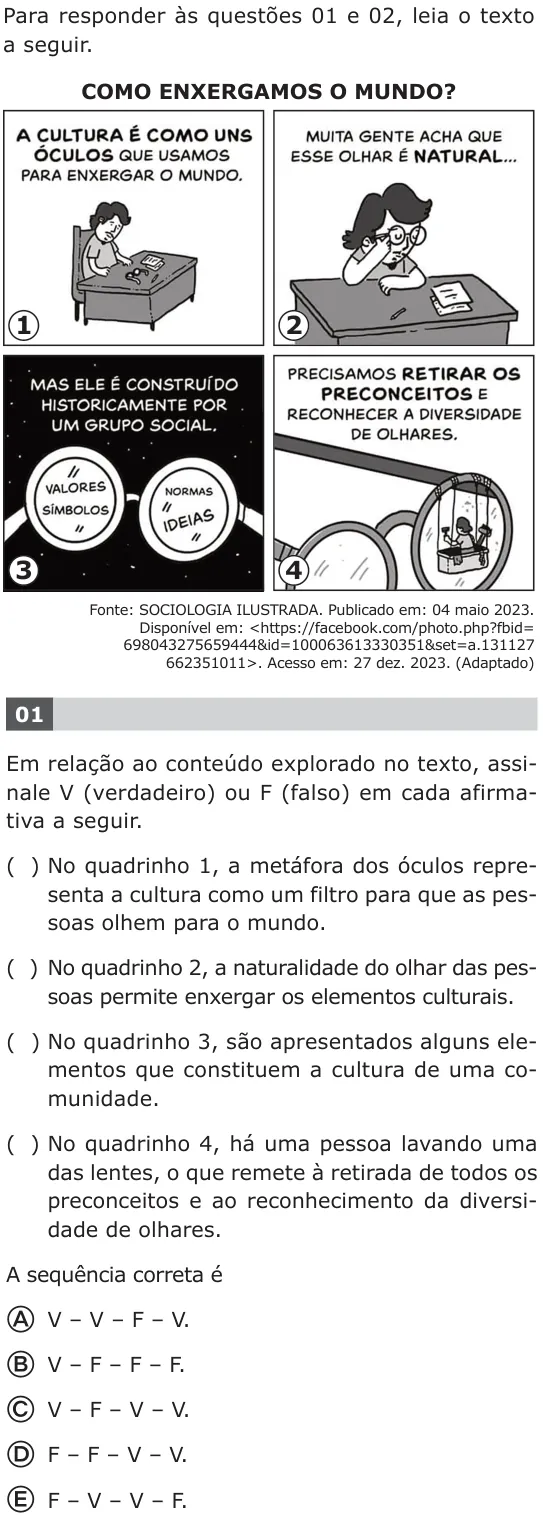 Para responder às questões 01 e 02, leia o texto
a seguir.
COMO ENXERGAMOS O MUNDO?
A CULTURA É COMO UNS
ÓCULOS QUE USAMOS
PARA ENXERGAR O MUNDO.
1
MUITA GENTE ACHA QUE
ESSE OLHAR É NATURAL...
2
MAS ELE É CONSTRUÍDO
HISTORICAMENTE POR
UM GRUPO SOCIAL.
VALORES
SÍMBOLOS
NORMAS
IDEIAS
3
PRECISAMOS RETIRAR OS
PRECONCEITOS E
RECONHECER A DIVERSIDADE
DE OLHARES.
4
Fonte: SOCIOLOGIA ILUSTRADA. Publicado em: 04 maio 2023.
Disponível em: <https://facebook.com/photo.php?fbid=
698043275659444&id=100063613330351&set=a.131127
662351011>. Acesso em: 27 dez. 2023. (Adaptado)
01
Em relação ao conteúdo explorado no texto, assi-
nale V (verdadeiro) ou F (falso) em cada afirma-
tiva a seguir.
( ) No quadrinho 1, a metáfora dos óculos repre-
senta a cultura como um filtro para que as pes-
soas olhem para o mundo.
( ) No quadrinho 2, a naturalidade do olhar das pes-
soas permite enxergar os elementos culturais.
( ) No quadrinho 3, são apresentados alguns ele-
mentos que constituem a cultura de uma co-
munidade.
( ) No quadrinho 4, há uma pessoa lavando uma
das lentes, o que remete à retirada de todos os
preconceitos e ao reconhecimento da diversi-
dade de olhares.
A sequência correta é
A V – V – F – V.
B V – F – F – F.
C V – F – V – V.
D F – F – V – V.
E F – V – V – F.